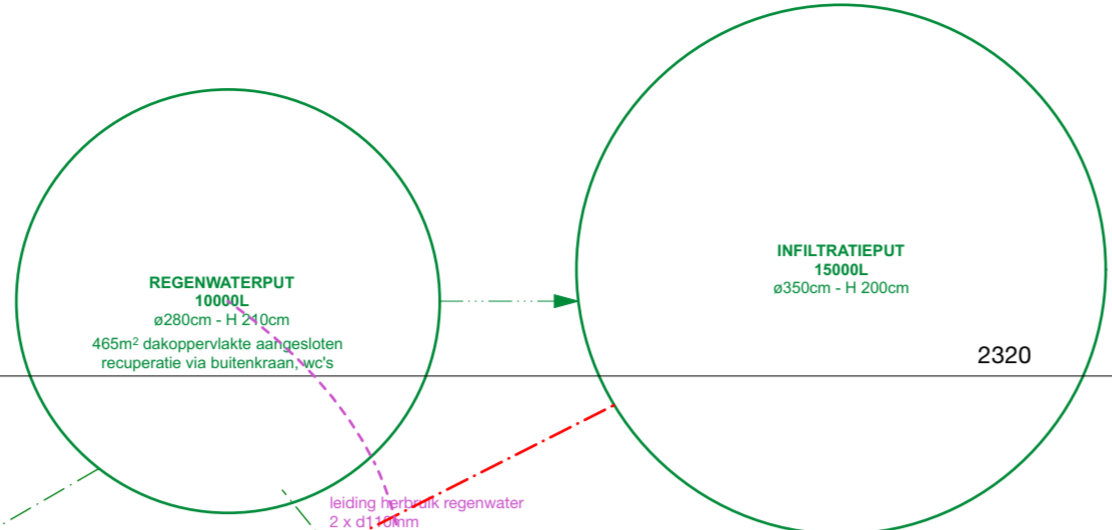 REGENWATERPUT
10000L
ø280cm - H 210cm
465m² dakoppervlakte aangesloten
recuperatie via buitenkraan, wc's
INFILTRATIEPUT
15000L
ø350cm - H 200cm
2320
leiding herbruik regenwater
2 x d110mm